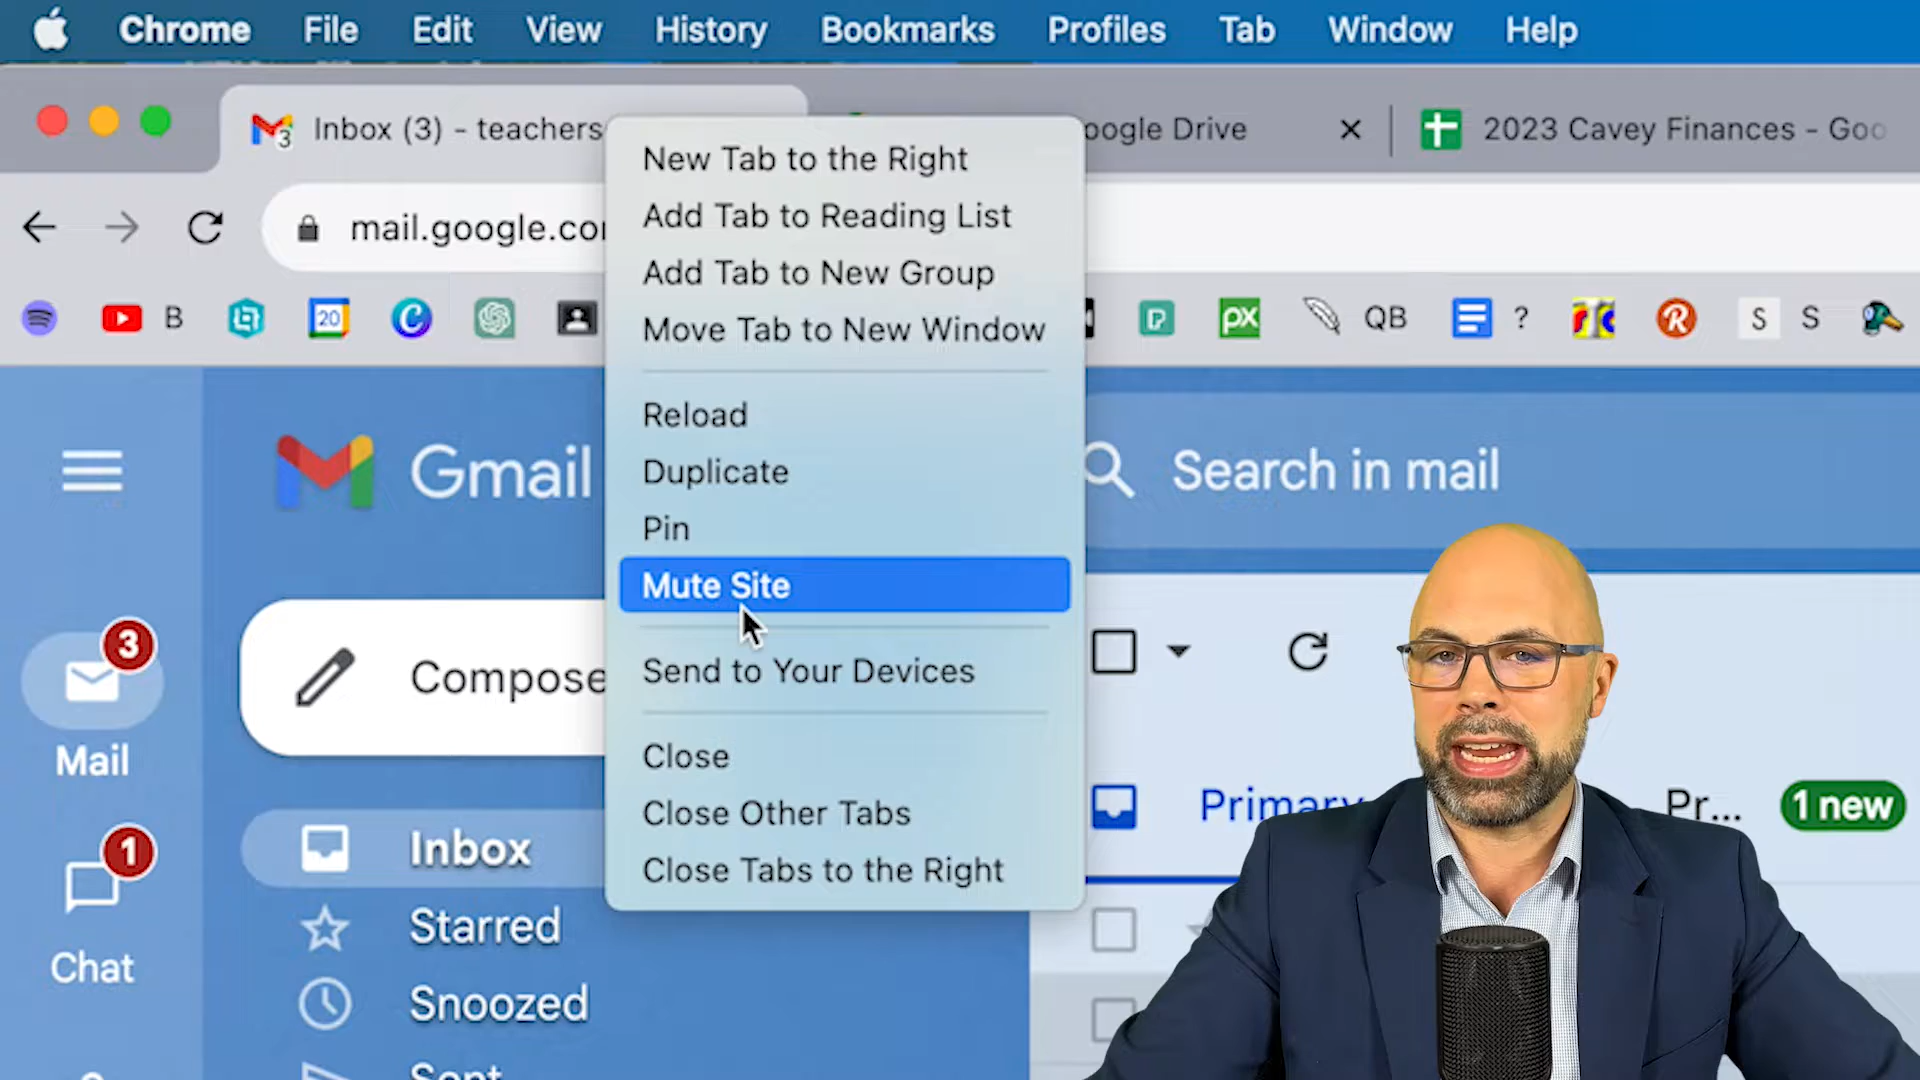 Chrome File Edit View History Bookmarks Profiles Tab Window Help
3 Inbox (3) - teachers
oogle Drive
2023 Cavey Finances - Goo
mail.google.co
B 20 px QB ? R S S
New Tab to the Right
Add Tab to Reading List
Add Tab to New Group
Move Tab to New Window
Reload
Duplicate
Pin
Mute Site
Send to Your Devices
Close
Close Other Tabs
Close Tabs to the Right
Gmail
Search in mail
3
Mail
Compose
Primary
Pr...
1 new
1
Chat
Inbox
Starred
Snoozed
Sent